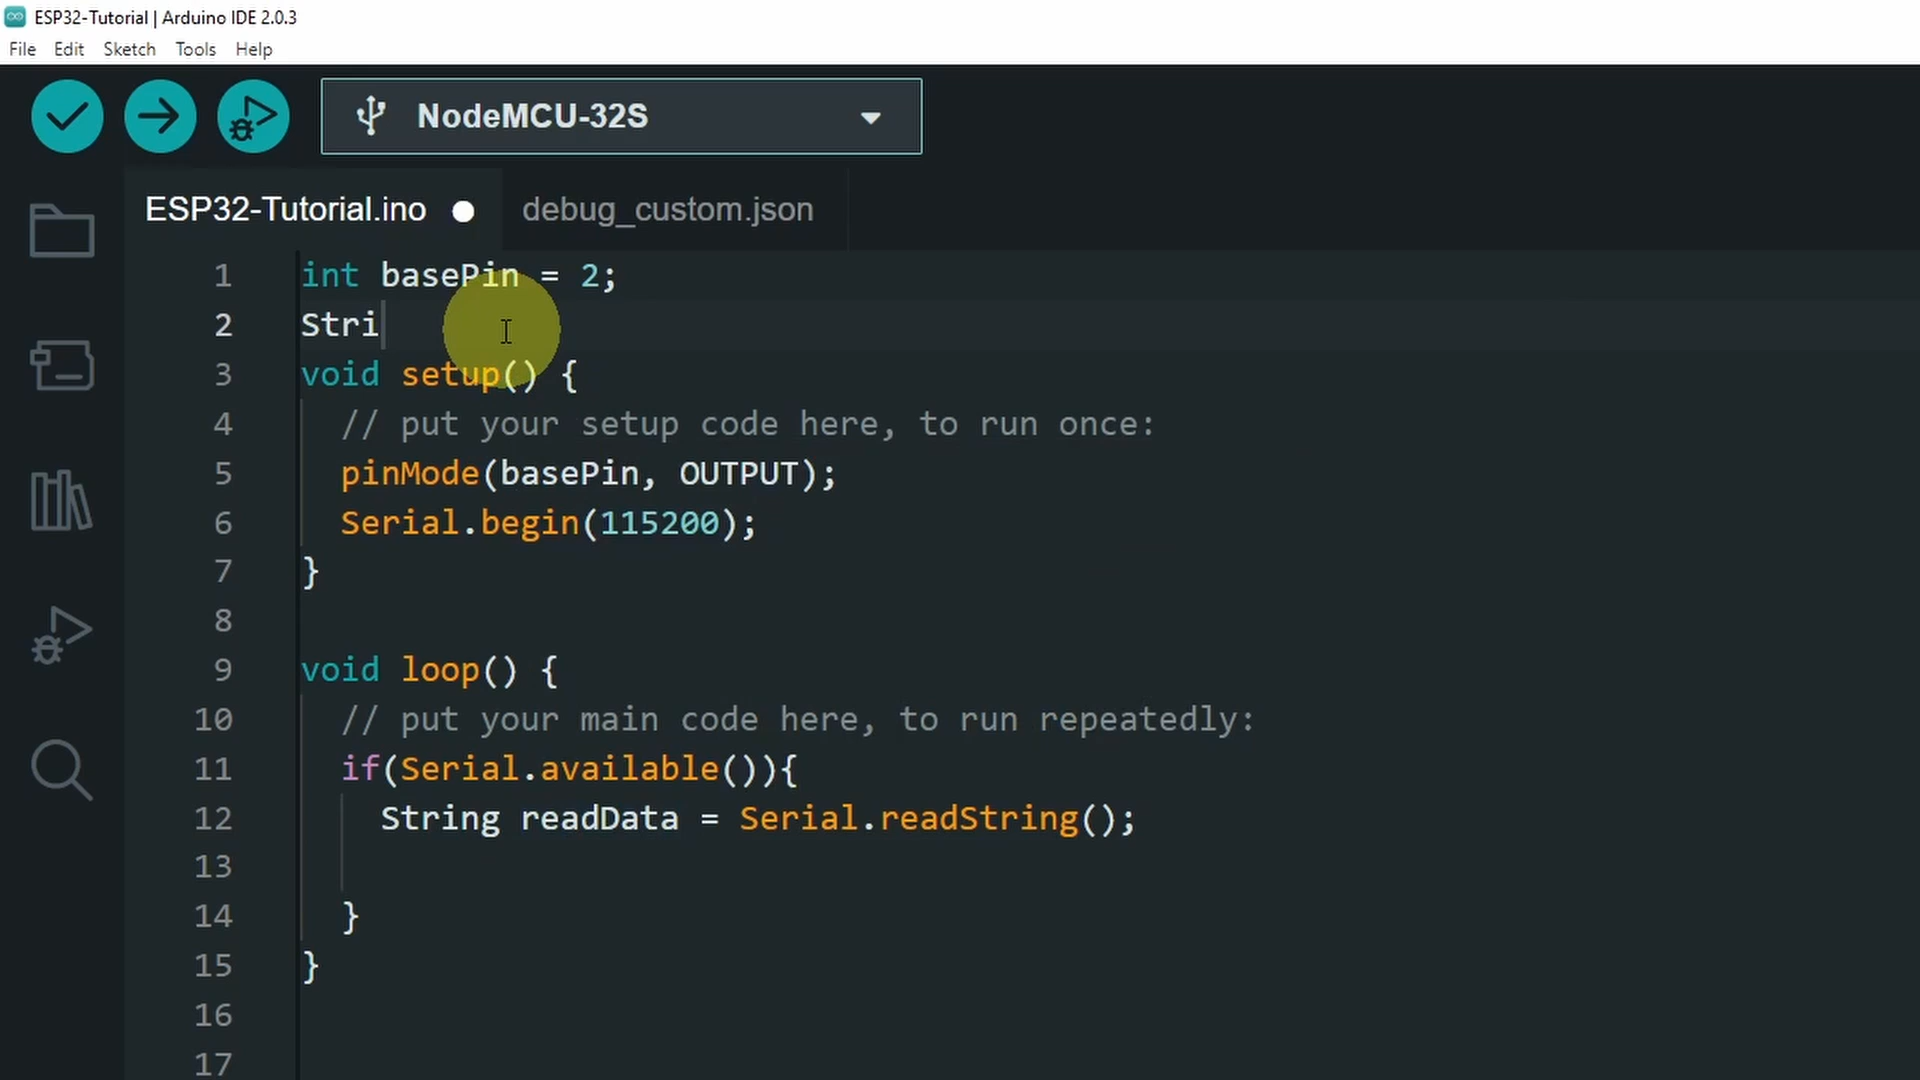 ESP32-Tutorial | Arduino IDE 2.0.3
File Edit Sketch Tools Help
NodeMCU-32S
ESP32-Tutorial.ino debug_custom.json
1 int basePin = 2;
2 Stri
3 void setup() {
4 // put your setup code here, to run once:
5 pinMode(basePin, OUTPUT);
6 Serial.begin(115200);
7 }
8
9 void loop() {
10 // put your main code here, to run repeatedly:
11 if(Serial.available()){
12 String readData = Serial.readString();
13
14 }
15 }
16
17